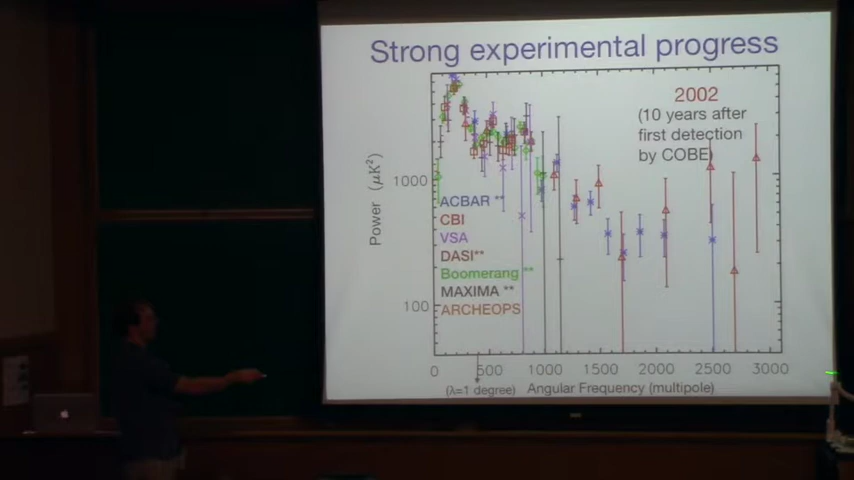 Strong experimental progress
2002
(10 years after
first detection
by COBE)
Power (μK²)
1000
100
ACBAR **
CBI
VSA
DASI**
Boomerang **
MAXIMA **
ARCHEOPS
0 500 1000 1500 2000 2500 3000
(λ=1 degree) Angular Frequency (multipole)